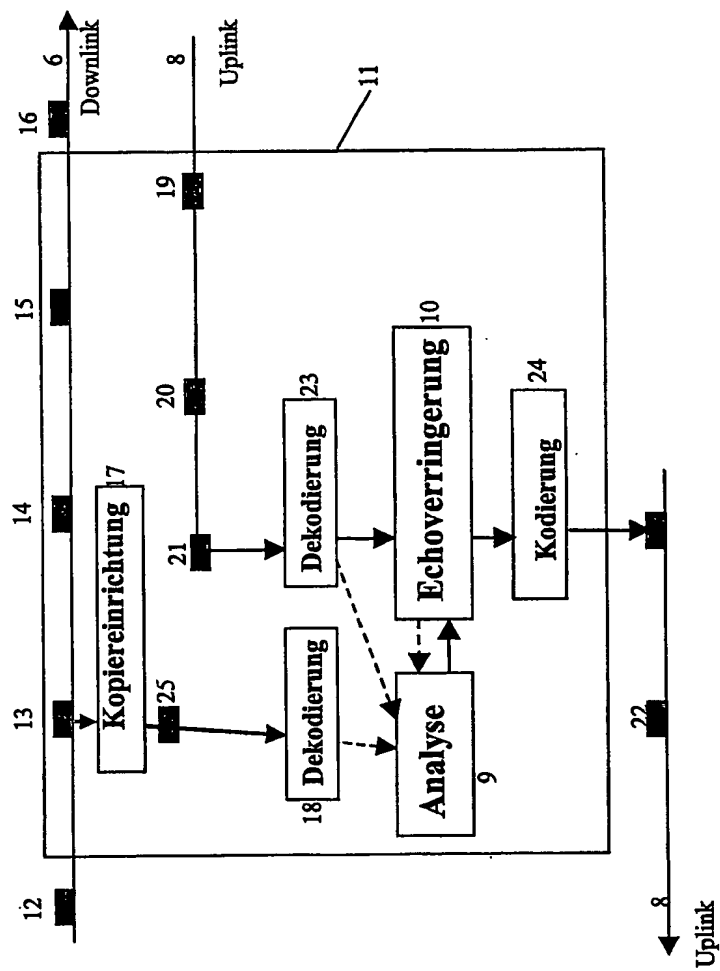 16
6
Downlink
8
Uplink
11
19
15
20
14
21
13
12
Kopiereinrichtung
17
25
Dekodierung
23
Dekodierung
18
Echoverringerung
10
Analyse
9
Kodierung
24
22
8
Uplink